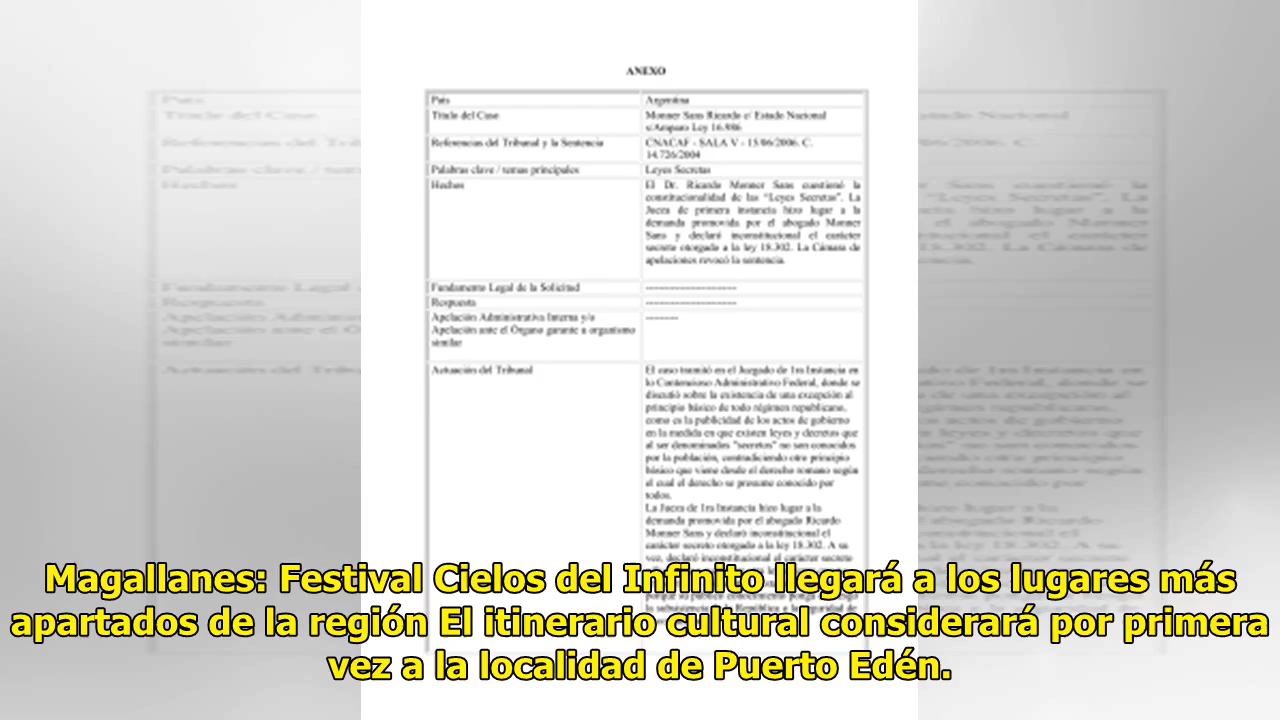 ANEXO
País Argentina
Título del Caso Monner Sans Ricardo c/ Estado Nacional
s/Amparo Ley 16.986
Referencias del Tribunal y la Sentencia CNACAF - SALA V - 15/06/2006. C.
14.726/2004
Palabras clave / temas principales Leyes Secretas
Hechos El Dr. Ricardo Monner Sans cuestionó la
constitucionalidad de las “Leyes Secretas”. La
Jueza de primera instancia hizo lugar a la
demanda promovida por el abogado Monner
Sans y declaró inconstitucional el carácter
secreto otorgado a la ley 18.302. La Cámara de
apelaciones revocó la sentencia.
Fundamento Legal de la Solicitud -----------------------
Respuesta -----------------------
Apelación Administrativa Interna y/o --------
Apelación ante el Órgano garante u organismo
similar
Actuación del Tribunal El caso tramitó en el Juzgado de 1ra Instancia en
lo Contencioso Administrativo Federal, donde se
discutió sobre la existencia de una excepción al
principio básico de todo régimen republicano,
como es la publicidad de los actos de gobierno
en la medida en que existen leyes y decretos que
al ser denominados "secretos" no son conocidos
por la población, contradiciendo otro principio
básico que viene desde el derecho romano según
el cual el derecho se presume conocido por
todos.
La Jueza de 1ra Instancia hizo lugar a la
demanda promovida por el abogado Ricardo
Monner Sans y declaró inconstitucional el
carácter secreto otorgado a la ley 18.302. A su
Magallanes: Festival Cielos del Infinito llegará a los lugares más
apartados de la región El itinerario cultural considerará por primera
vez a la localidad de Puerto Edén.